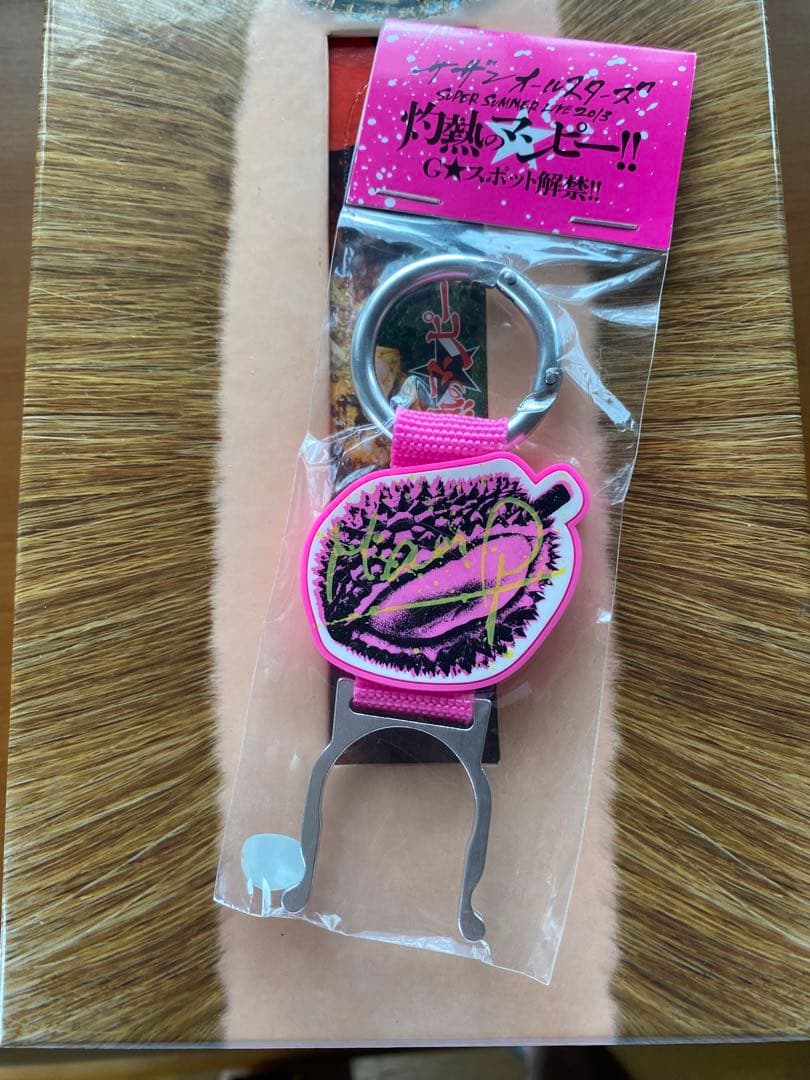 サザンオールスターズ
SUPER SUMMER LIVE 2013
灼熱のマンピー!!
G★スポット解禁!!
Manp